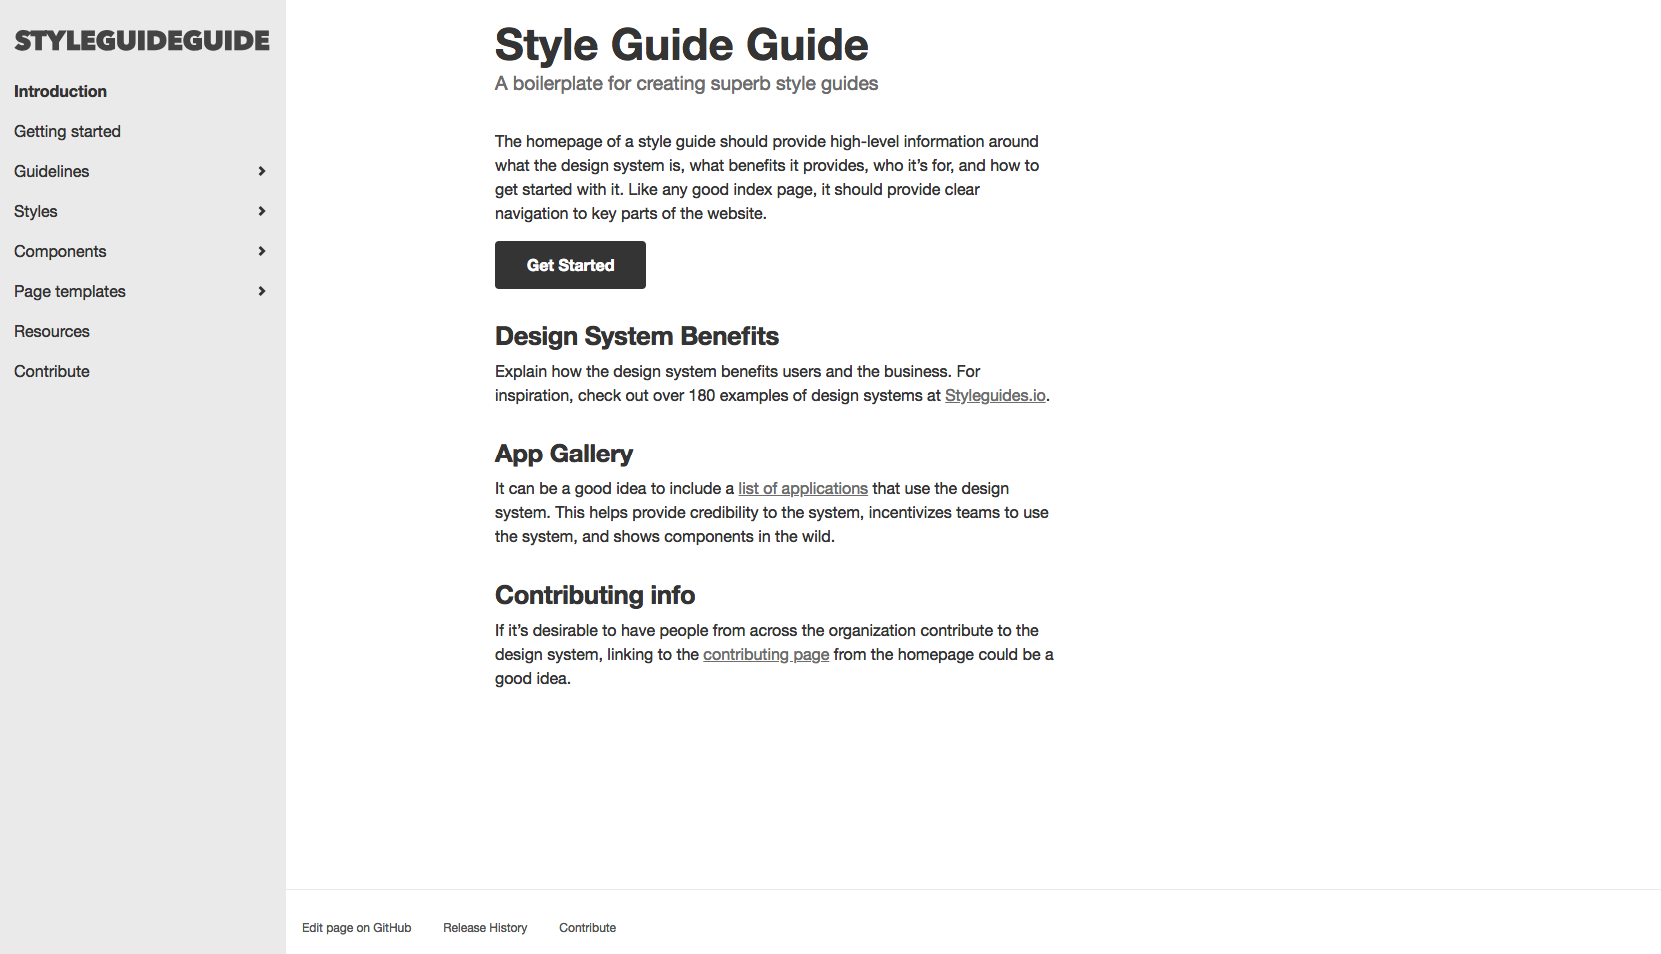 STYLEGUIDEGUIDE
Introduction
Getting started
Guidelines
Styles
Components
Page templates
Resources
Contribute
Style Guide Guide
A boilerplate for creating superb style guides
The homepage of a style guide should provide high-level information around
what the design system is, what benefits it provides, who it’s for, and how to
get started with it. Like any good index page, it should provide clear
navigation to key parts of the website.
Get Started
Design System Benefits
Explain how the design system benefits users and the business. For
inspiration, check out over 180 examples of design systems at Styleguides.io.
App Gallery
It can be a good idea to include a list of applications that use the design
system. This helps provide credibility to the system, incentivizes teams to use
the system, and shows components in the wild.
Contributing info
If it’s desirable to have people from across the organization contribute to the
design system, linking to the contributing page from the homepage could be a
good idea.
Edit page on GitHub
Release History
Contribute